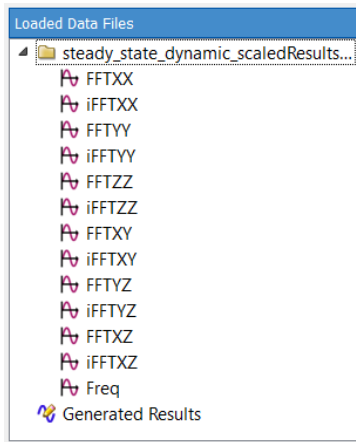 Loaded Data Files
steady_state_dynamic_scaledResults...
FFTXX
iFFTXX
FFTYY
iFFTYY
FFTZZ
iFFTZZ
FFTXY
iFFTXY
FFTYZ
iFFTYZ
FFTXZ
iFFTXZ
Freq
Generated Results